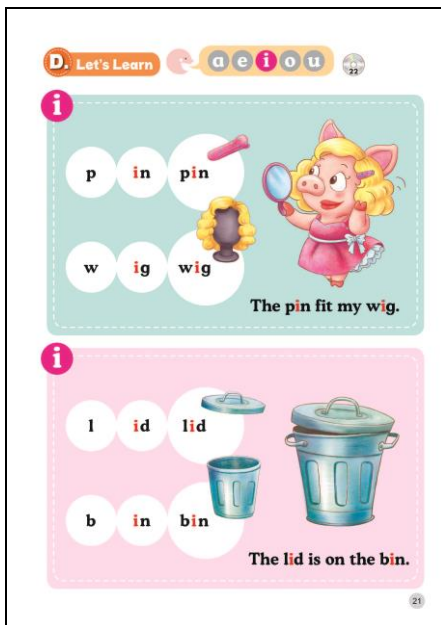 D. Let's Learn a e i o u 22
i
p in pin
w ig wig
The pin fit my wig.
i
l id lid
b in bin
The lid is on the bin.
21